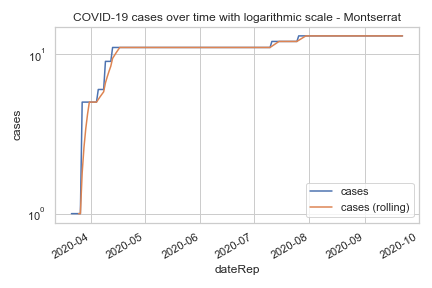 COVID-19 cases over time with logarithmic scale - Montserrat
cases
10¹
10⁰
cases
cases (rolling)
2020-04
2020-05
2020-06
2020-07
2020-08
2020-09
2020-10
dateRep